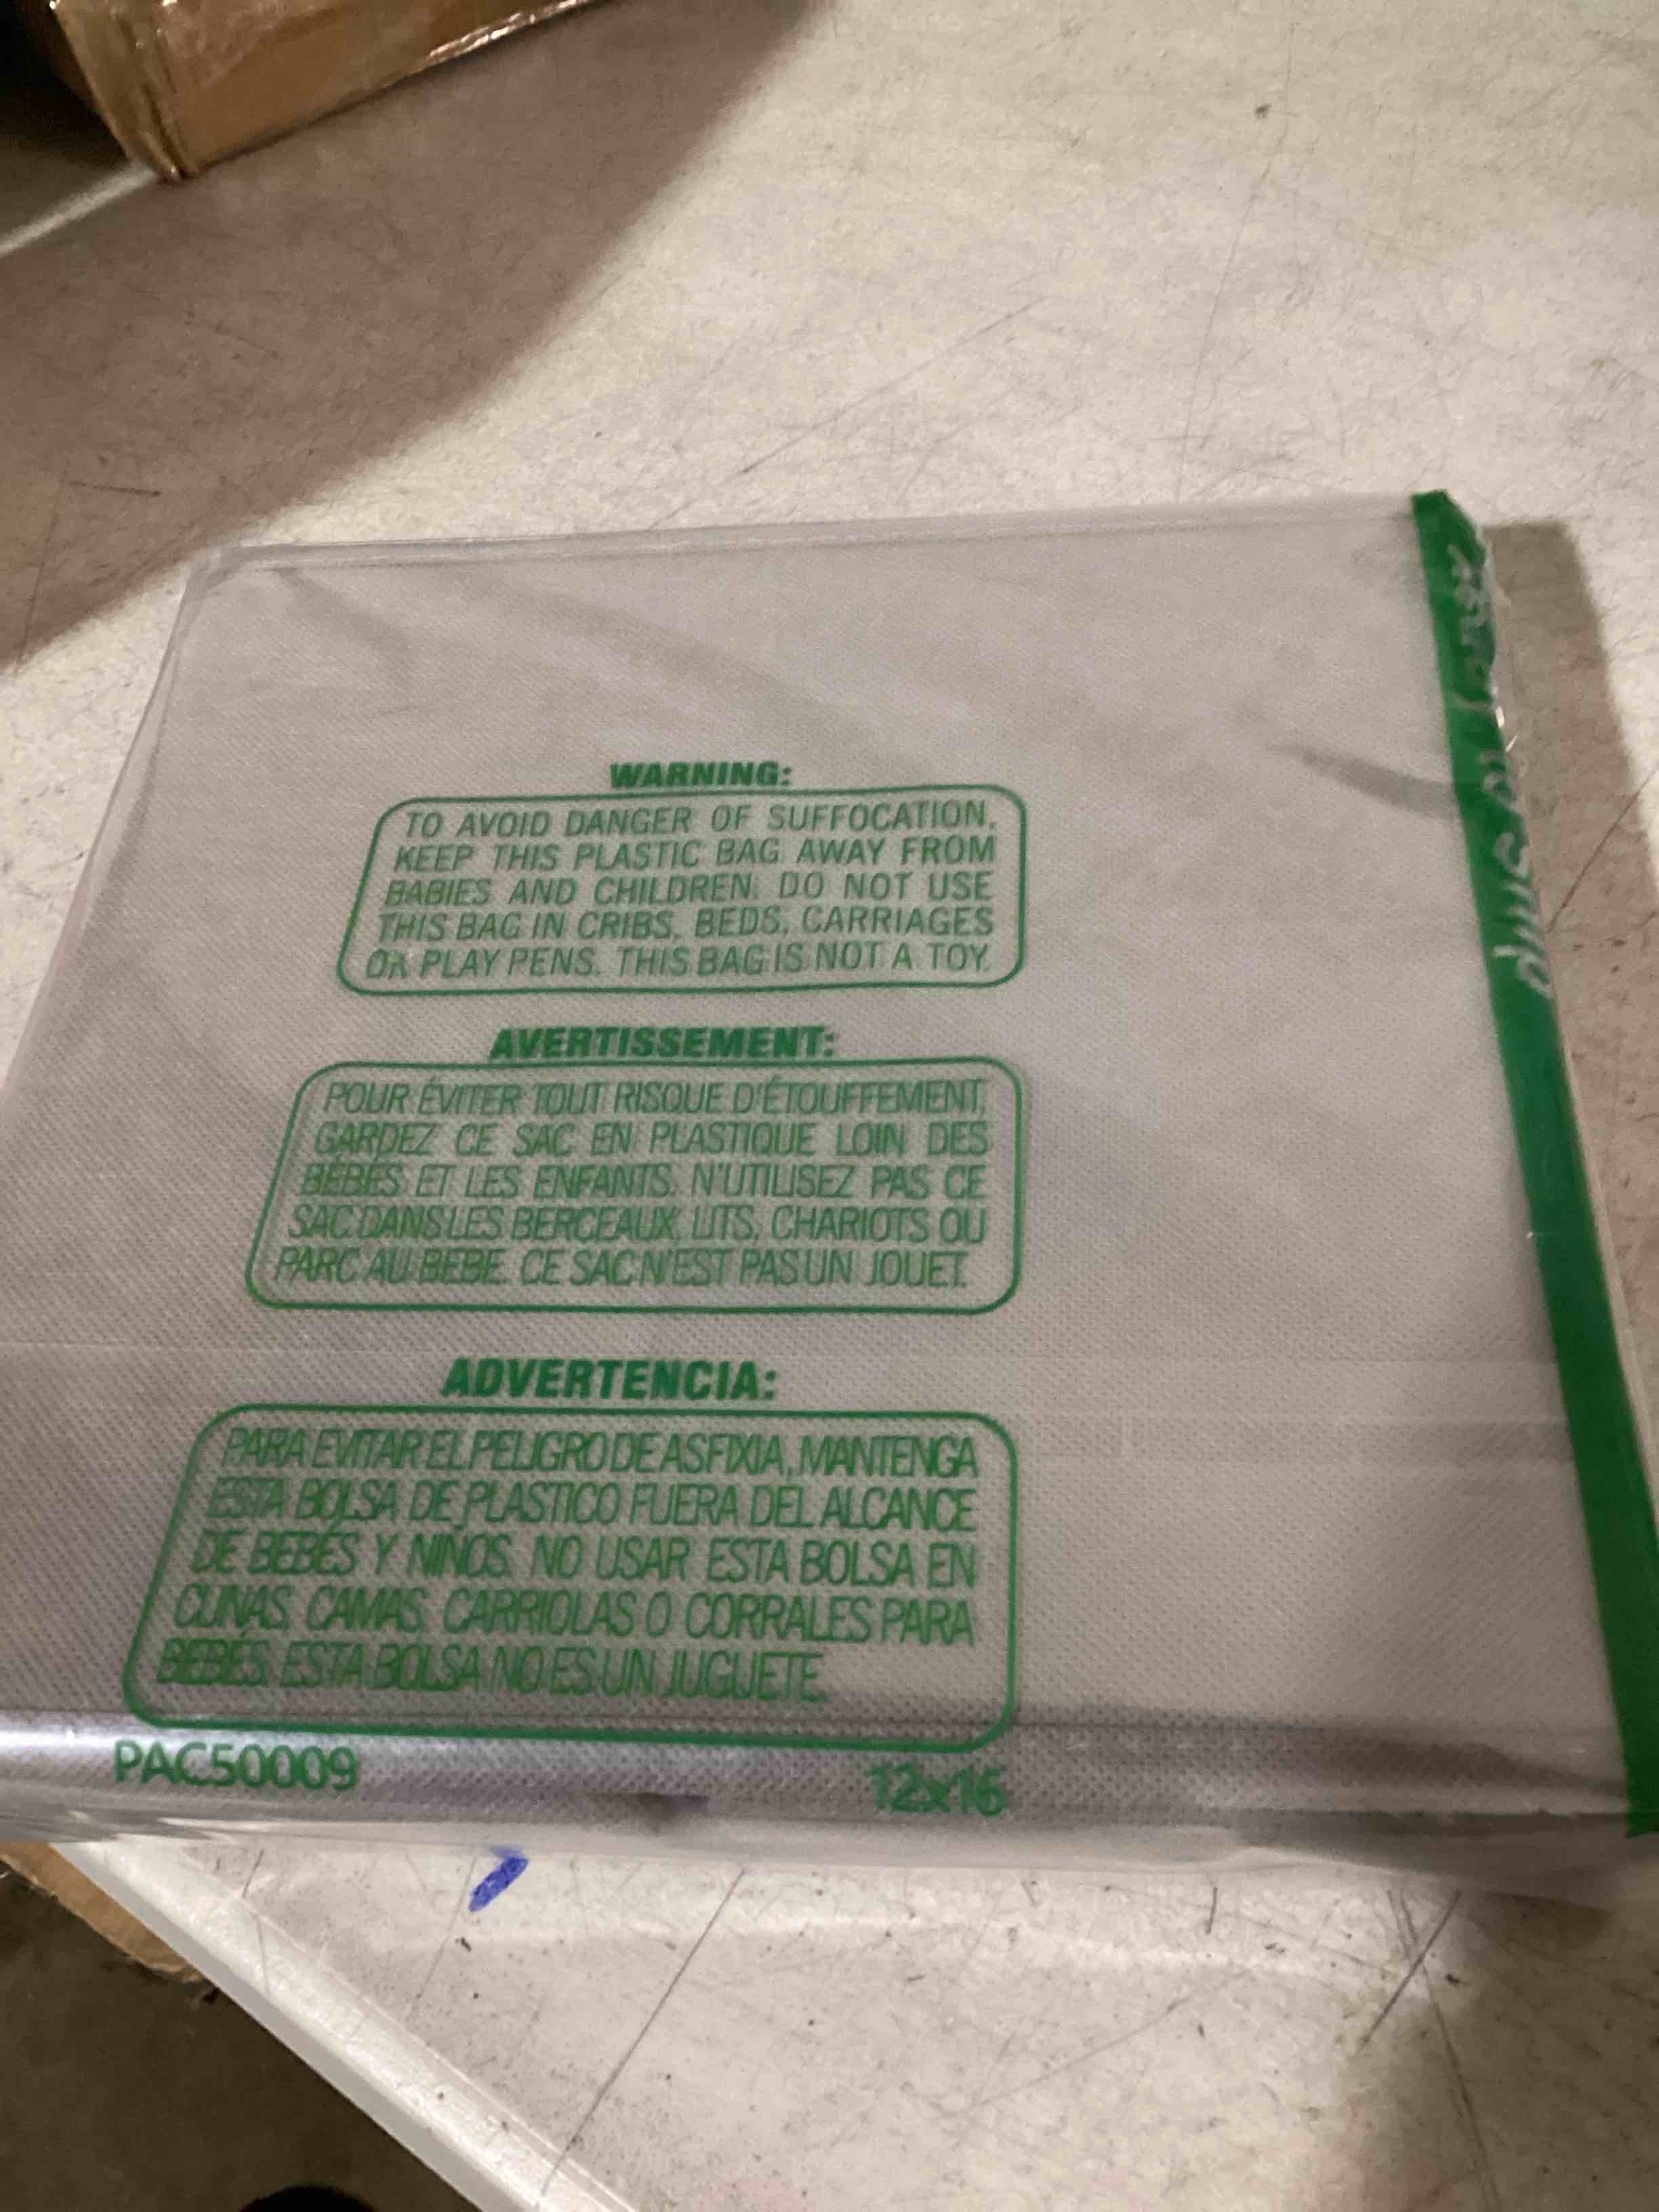 WARNING:
TO AVOID DANGER OF SUFFOCATION,
KEEP THIS PLASTIC BAG AWAY FROM
BABIES AND CHILDREN. DO NOT USE
THIS BAG IN CRIBS, BEDS, CARRIAGES
OR PLAY PENS. THIS BAG IS NOT A TOY.
AVERTISSEMENT:
POUR ÉVITER TOUT RISQUE D'ÉTOUFFEMENT,
GARDEZ CE SAC EN PLASTIQUE LOIN DES
BÉBÉS ET LES ENFANTS. N'UTILISEZ PAS CE
SAC DANS LES BERCEAUX, LITS, CHARIOTS OU
PARC AU BEBE. CE SAC N'EST PAS UN JOUET.
ADVERTENCIA:
PARA EVITAR EL PELIGRO DE ASFIXIA, MANTENGA
ESTA BOLSA DE PLASTICO FUERA DEL ALCANCE
DE BEBÉS Y NIÑOS. NO USAR ESTA BOLSA EN
CUNAS, CAMAS, CARRIOLAS O CORRALES PARA
BEBÉS. ESTA BOLSA NO ES UN JUGUETE.
PAC50009 12x16